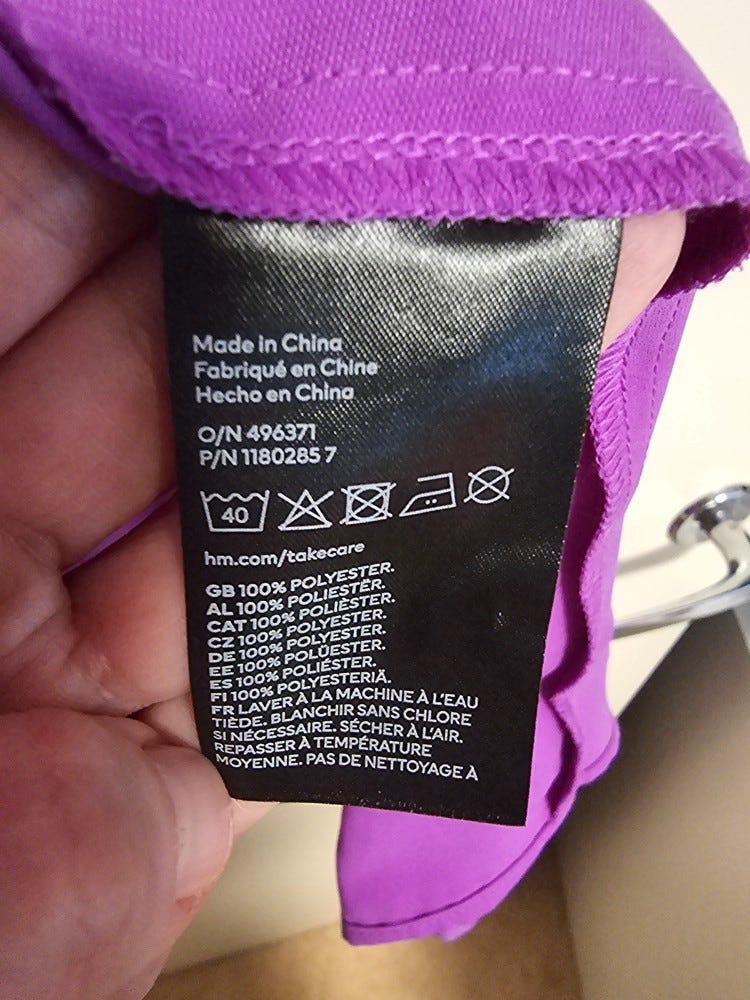 Made in China
Fabriqué en Chine
Hecho en China
O/N 496371
P/N 1180285 7
40
hm.com/takecare
GB 100% POLYESTER.
AL 100% POLIESTËR.
CAT 100% POLIÈSTER.
CZ 100% POLYESTER.
DE 100% POLYESTER.
EE 100% POLÜESTER.
ES 100% POLIÉSTER.
FI 100% POLYESTERIÄ.
FR LAVER À LA MACHINE À L'EAU
TIÈDE. BLANCHIR SANS CHLORE
SI NÉCESSAIRE. SÉCHER À L'AIR.
REPASSER À TEMPÉRATURE
MOYENNE. PAS DE NETTOYAGE À